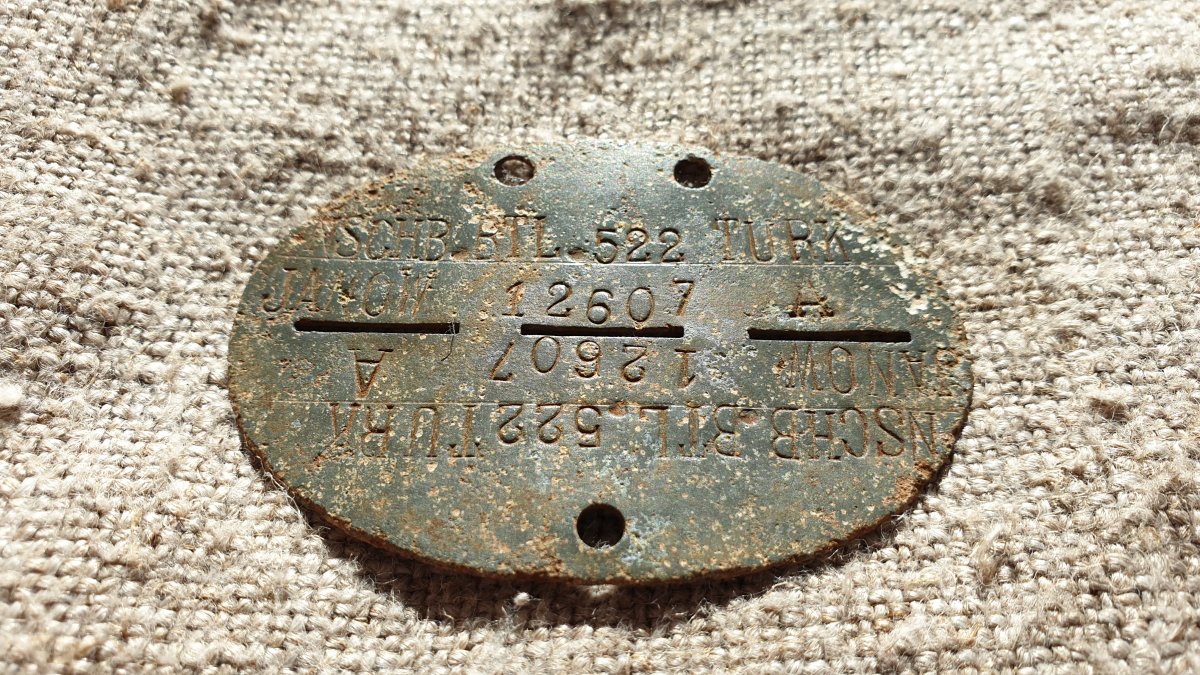 NSCHB.BTL.522 TURK
JANOW 12607 A
JANOW 12607 A
NSCHB.BTL.522 TURK